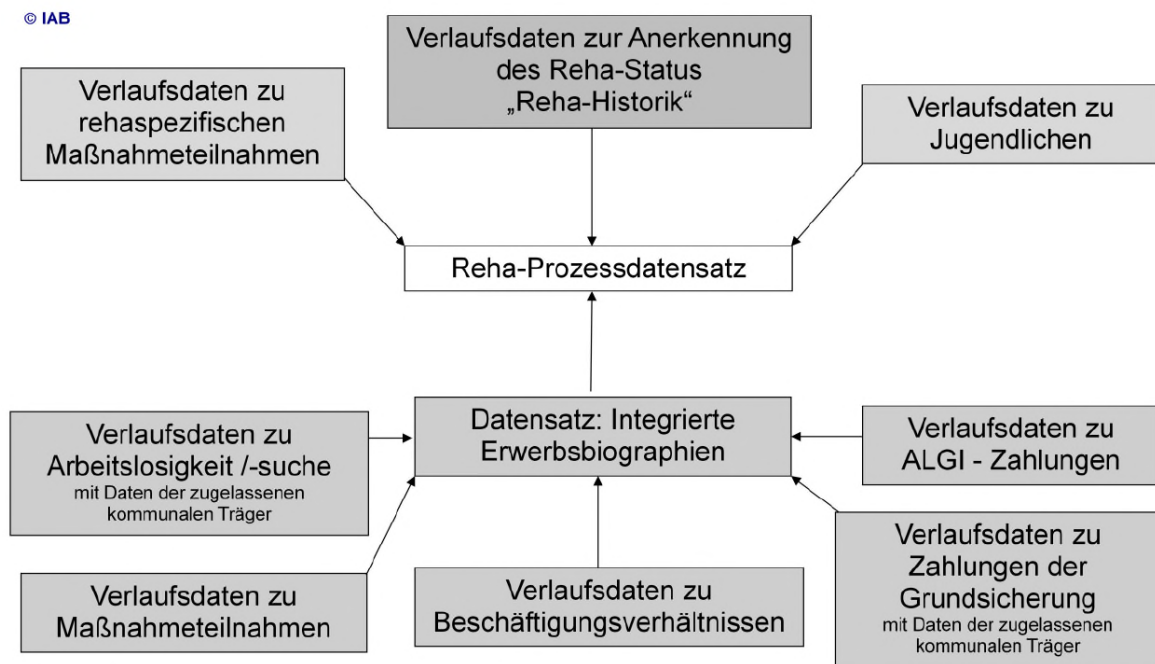 © IAB
Verlaufsdaten zur Anerkennung
des Reha-Status
„Reha-Historik“
Verlaufsdaten zu
rehaspezifischen
Maßnahmeteilnahmen
Verlaufsdaten zu
Jugendlichen
Reha-Prozessdatensatz
Verlaufsdaten zu
Arbeitslosigkeit /-suche
mit Daten der zugelassenen
kommunalen Träger
Datensatz: Integrierte
Erwerbsbiographien
Verlaufsdaten zu
ALGI - Zahlungen
Verlaufsdaten zu
Maßnahmeteilnahmen
Verlaufsdaten zu
Beschäftigungsverhältnissen
Verlaufsdaten zu
Zahlungen der
Grundsicherung
mit Daten der zugelassenen
kommunalen Träger